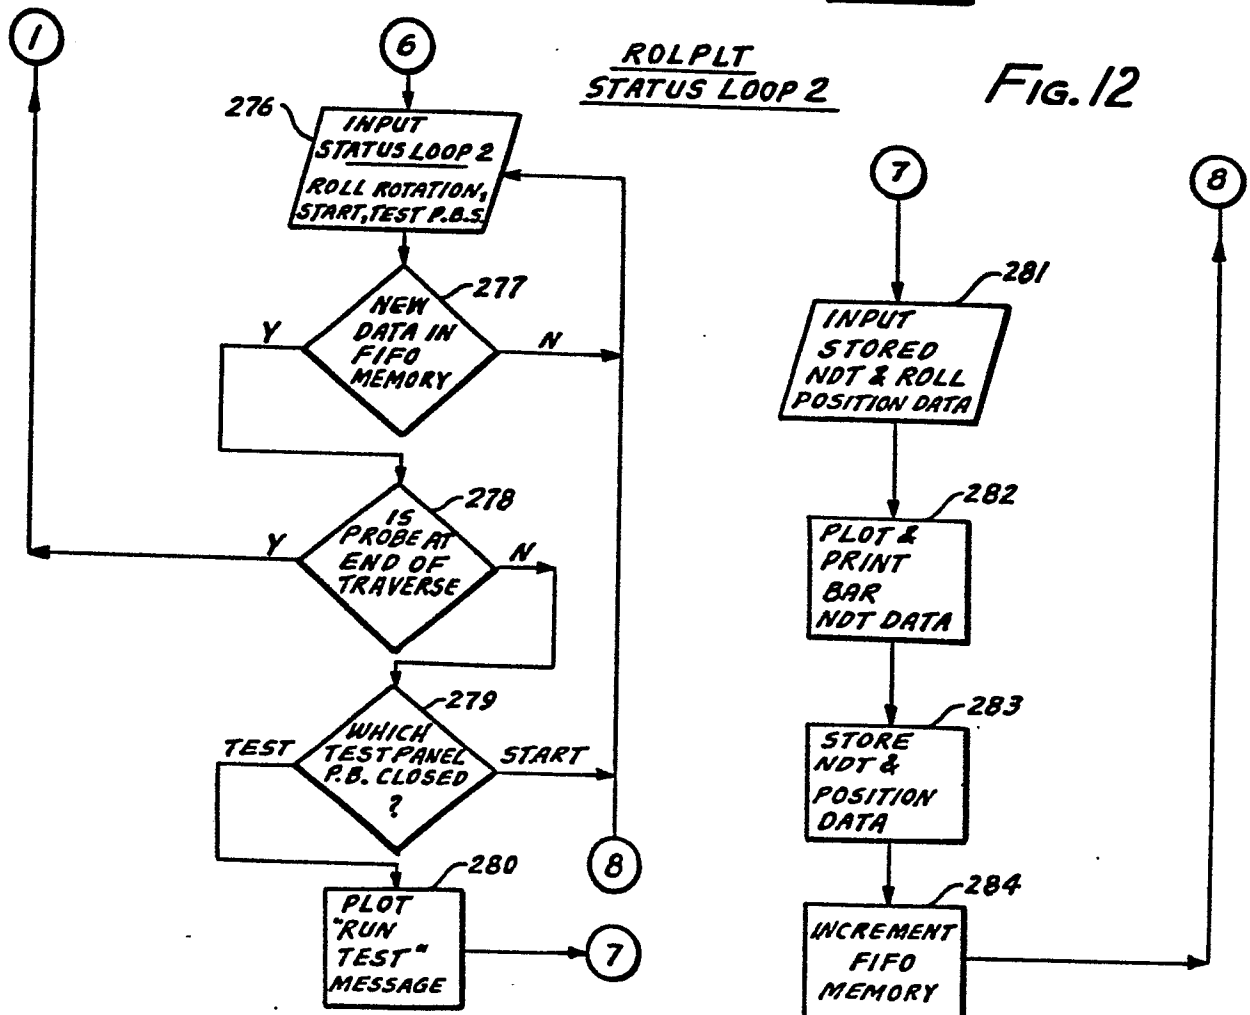 1
6
ROLPLT
STATUS LOOP 2
FIG. 12
276
INPUT
STATUS LOOP 2
ROLL ROTATION,
START, TEST P.B.S.
277
NEW
DATA IN
FIFO
MEMORY
Y
N
278
IS
PROBE AT
END OF
TRAVERSE
Y
N
279
WHICH
TEST PANEL
P.B. CLOSED
?
TEST
START
8
280
PLOT
"RUN
TEST"
MESSAGE
7
7
8
281
INPUT
STORED
NDT & ROLL
POSITION DATA
282
PLOT &
PRINT
BAR
NDT DATA
283
STORE
NDT &
POSITION
DATA
284
INCREMENT
FIFO
MEMORY